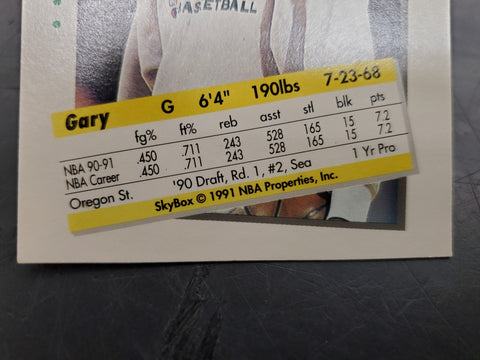 BASKETBALL
Gary G 6'4" 190lbs 7-23-68
fg% ft% reb asst stl blk pts
NBA 90-91 .450 .711 243 528 165 15 7.2
NBA Career .450 .711 243 528 165 15 7.2
Oregon St. '90 Draft, Rd. 1, #2, Sea 1 Yr Pro
SkyBox © 1991 NBA Properties, Inc.